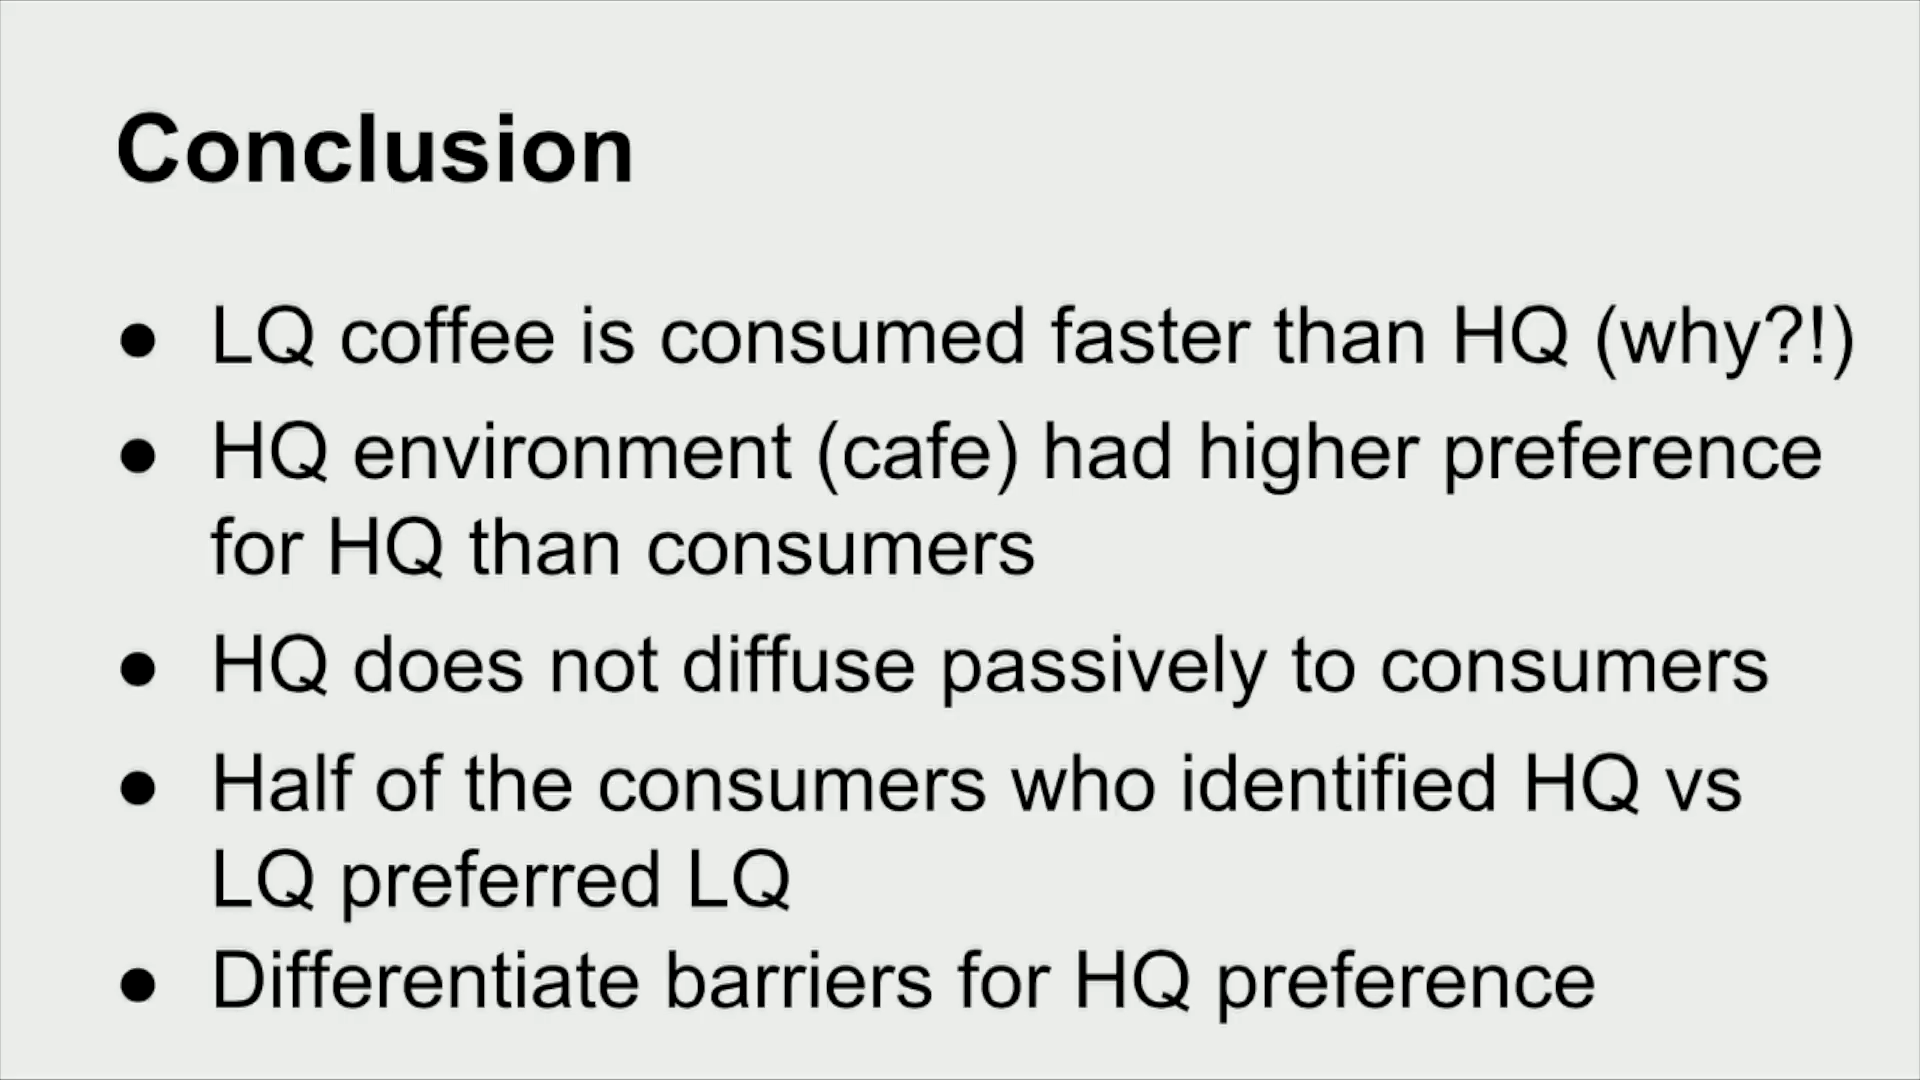 Conclusion
● LQ coffee is consumed faster than HQ (why?!)
● HQ environment (cafe) had higher preference
for HQ than consumers
● HQ does not diffuse passively to consumers
● Half of the consumers who identified HQ vs
LQ preferred LQ
● Differentiate barriers for HQ preference